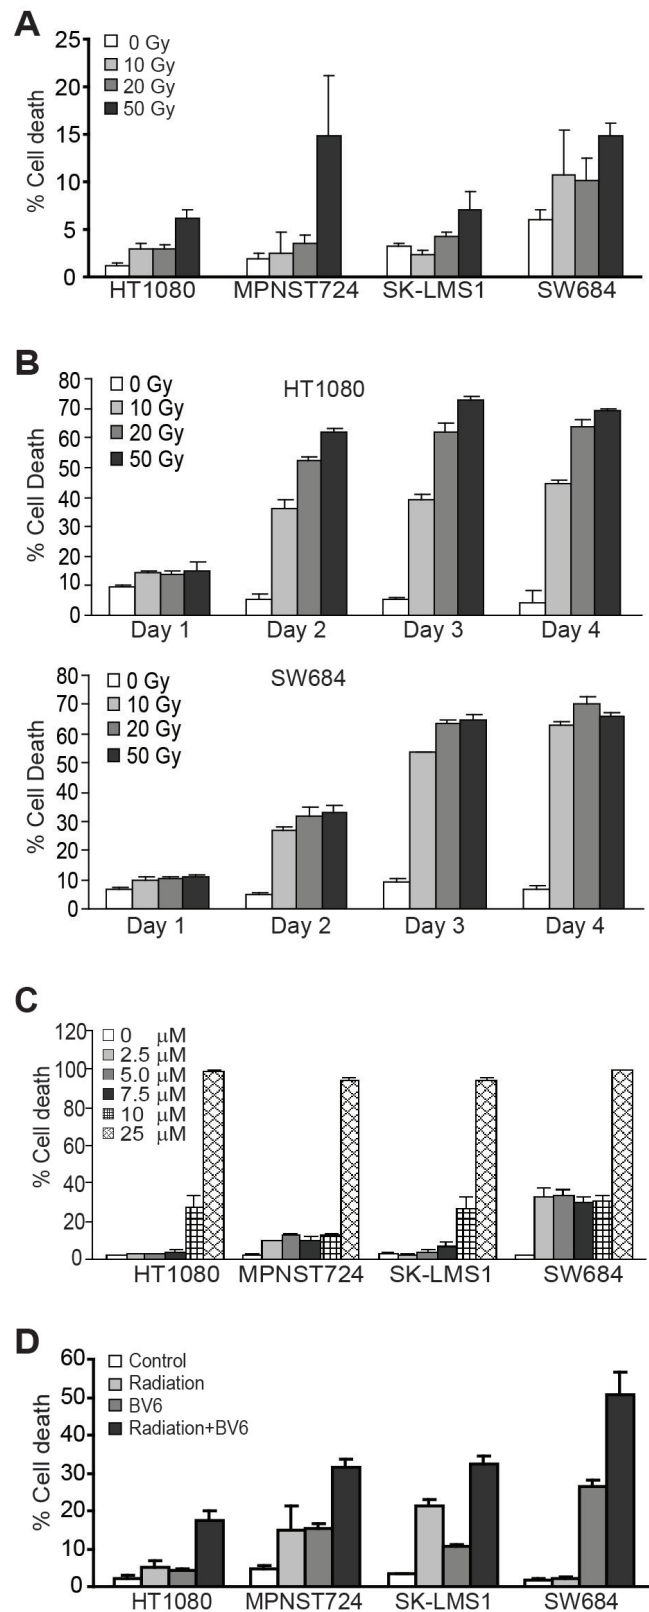 A
25
20
15
10
5
0
% Cell death
0 Gy
10 Gy
20 Gy
50 Gy
HT1080 MPNST724 SK-LMS1 SW684
B
80
70
60
50
40
30
20
10
0
% Cell Death
0 Gy
10 Gy
20 Gy
50 Gy
HT1080
Day 1 Day 2 Day 3 Day 4
80
70
60
50
40
30
20
10
0
% Cell Death
0 Gy
10 Gy
20 Gy
50 Gy
SW684
Day 1 Day 2 Day 3 Day 4
C
120
100
80
60
40
20
0
% Cell death
0 μM
2.5 μM
5.0 μM
7.5 μM
10 μM
25 μM
HT1080 MPNST724 SK-LMS1 SW684
D
60
50
40
30
20
10
0
% Cell death
Control
Radiation
BV6
Radiation+BV6
HT1080 MPNST724 SK-LMS1 SW684